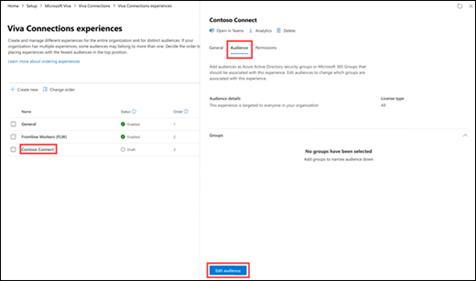 Home > Setup > Microsoft Viva > Viva Connections > Viva Connections experiences
Viva Connections experiences
Create and manage different experiences for the entire organization and for distinct audiences. If your
organization has multiple experiences, some audiences may belong to more than one. Decide the order b
placing experiences with the fewest audiences in the top position.
Learn more about ordering experiences
Create new
Change order
Name Status Order
General Enabled 1
Frontline Workers (FLW) Enabled 2
Contoso Connect Draft 3
Contoso Connect
Open in Teams Analytics Delete
General Audience Permissions
Add audiences as Azure Active Directory security groups or Microsoft 365 Groups that
should be associated with this experience. Edit audiences to change which groups are
associated with this experience.
Audience details License type
This experience is targeted to everyone in your organization All
Groups
No groups have been selected
Add groups to narrow audience down
Edit audience